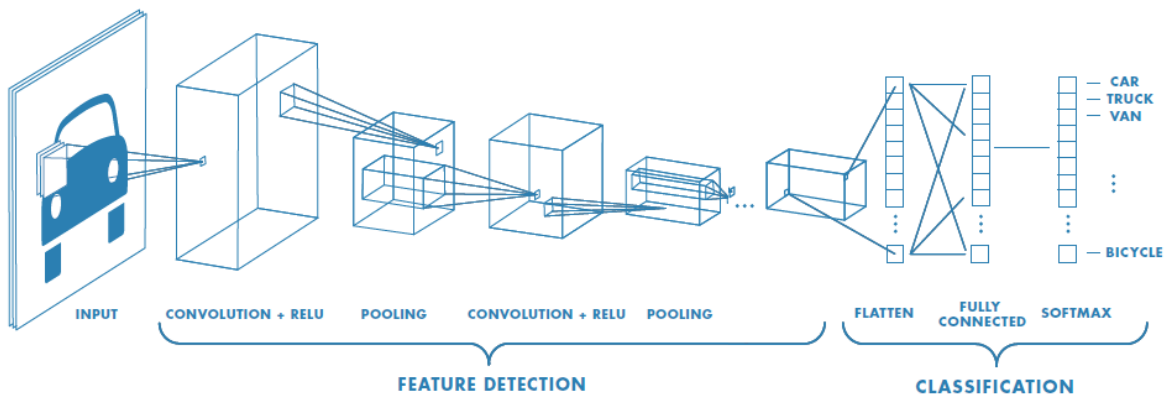 CAR
TRUCK
VAN
BICYCLE
INPUT
CONVOLUTION + RELU
POOLING
CONVOLUTION + RELU
POOLING
FLATTEN
FULLY
CONNECTED
SOFTMAX
FEATURE DETECTION
CLASSIFICATION